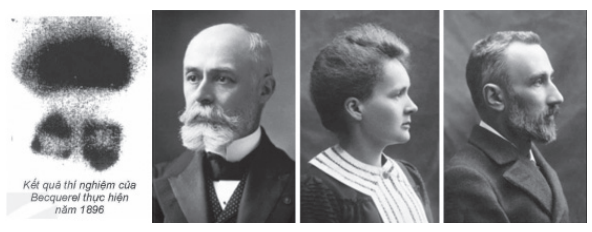 Kết quả thí nghiệm của
Becquerel thực hiện
năm 1896